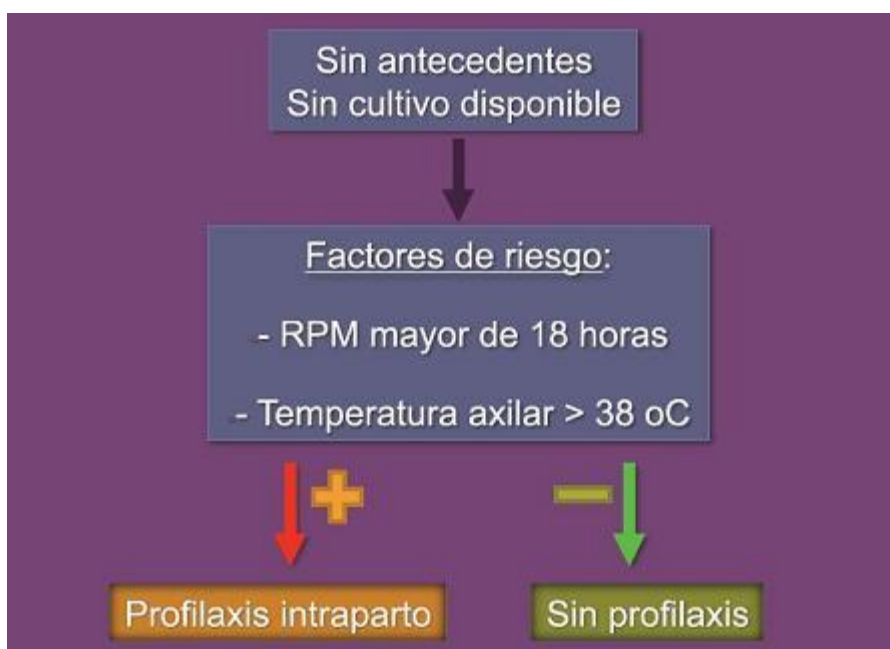 Sin antecedentes
Sin cultivo disponible
Factores de riesgo:
- RPM mayor de 18 horas
- Temperatura axilar > 38 oC
Profilaxis intraparto
Sin profilaxis